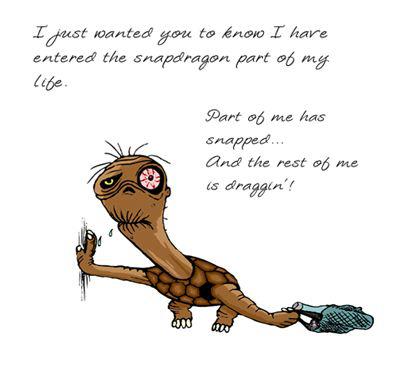 I just wanted you to know I have
entered the snapdragon part of my
life.
Part of me has
snapped...
And the rest of me
is draggin'!